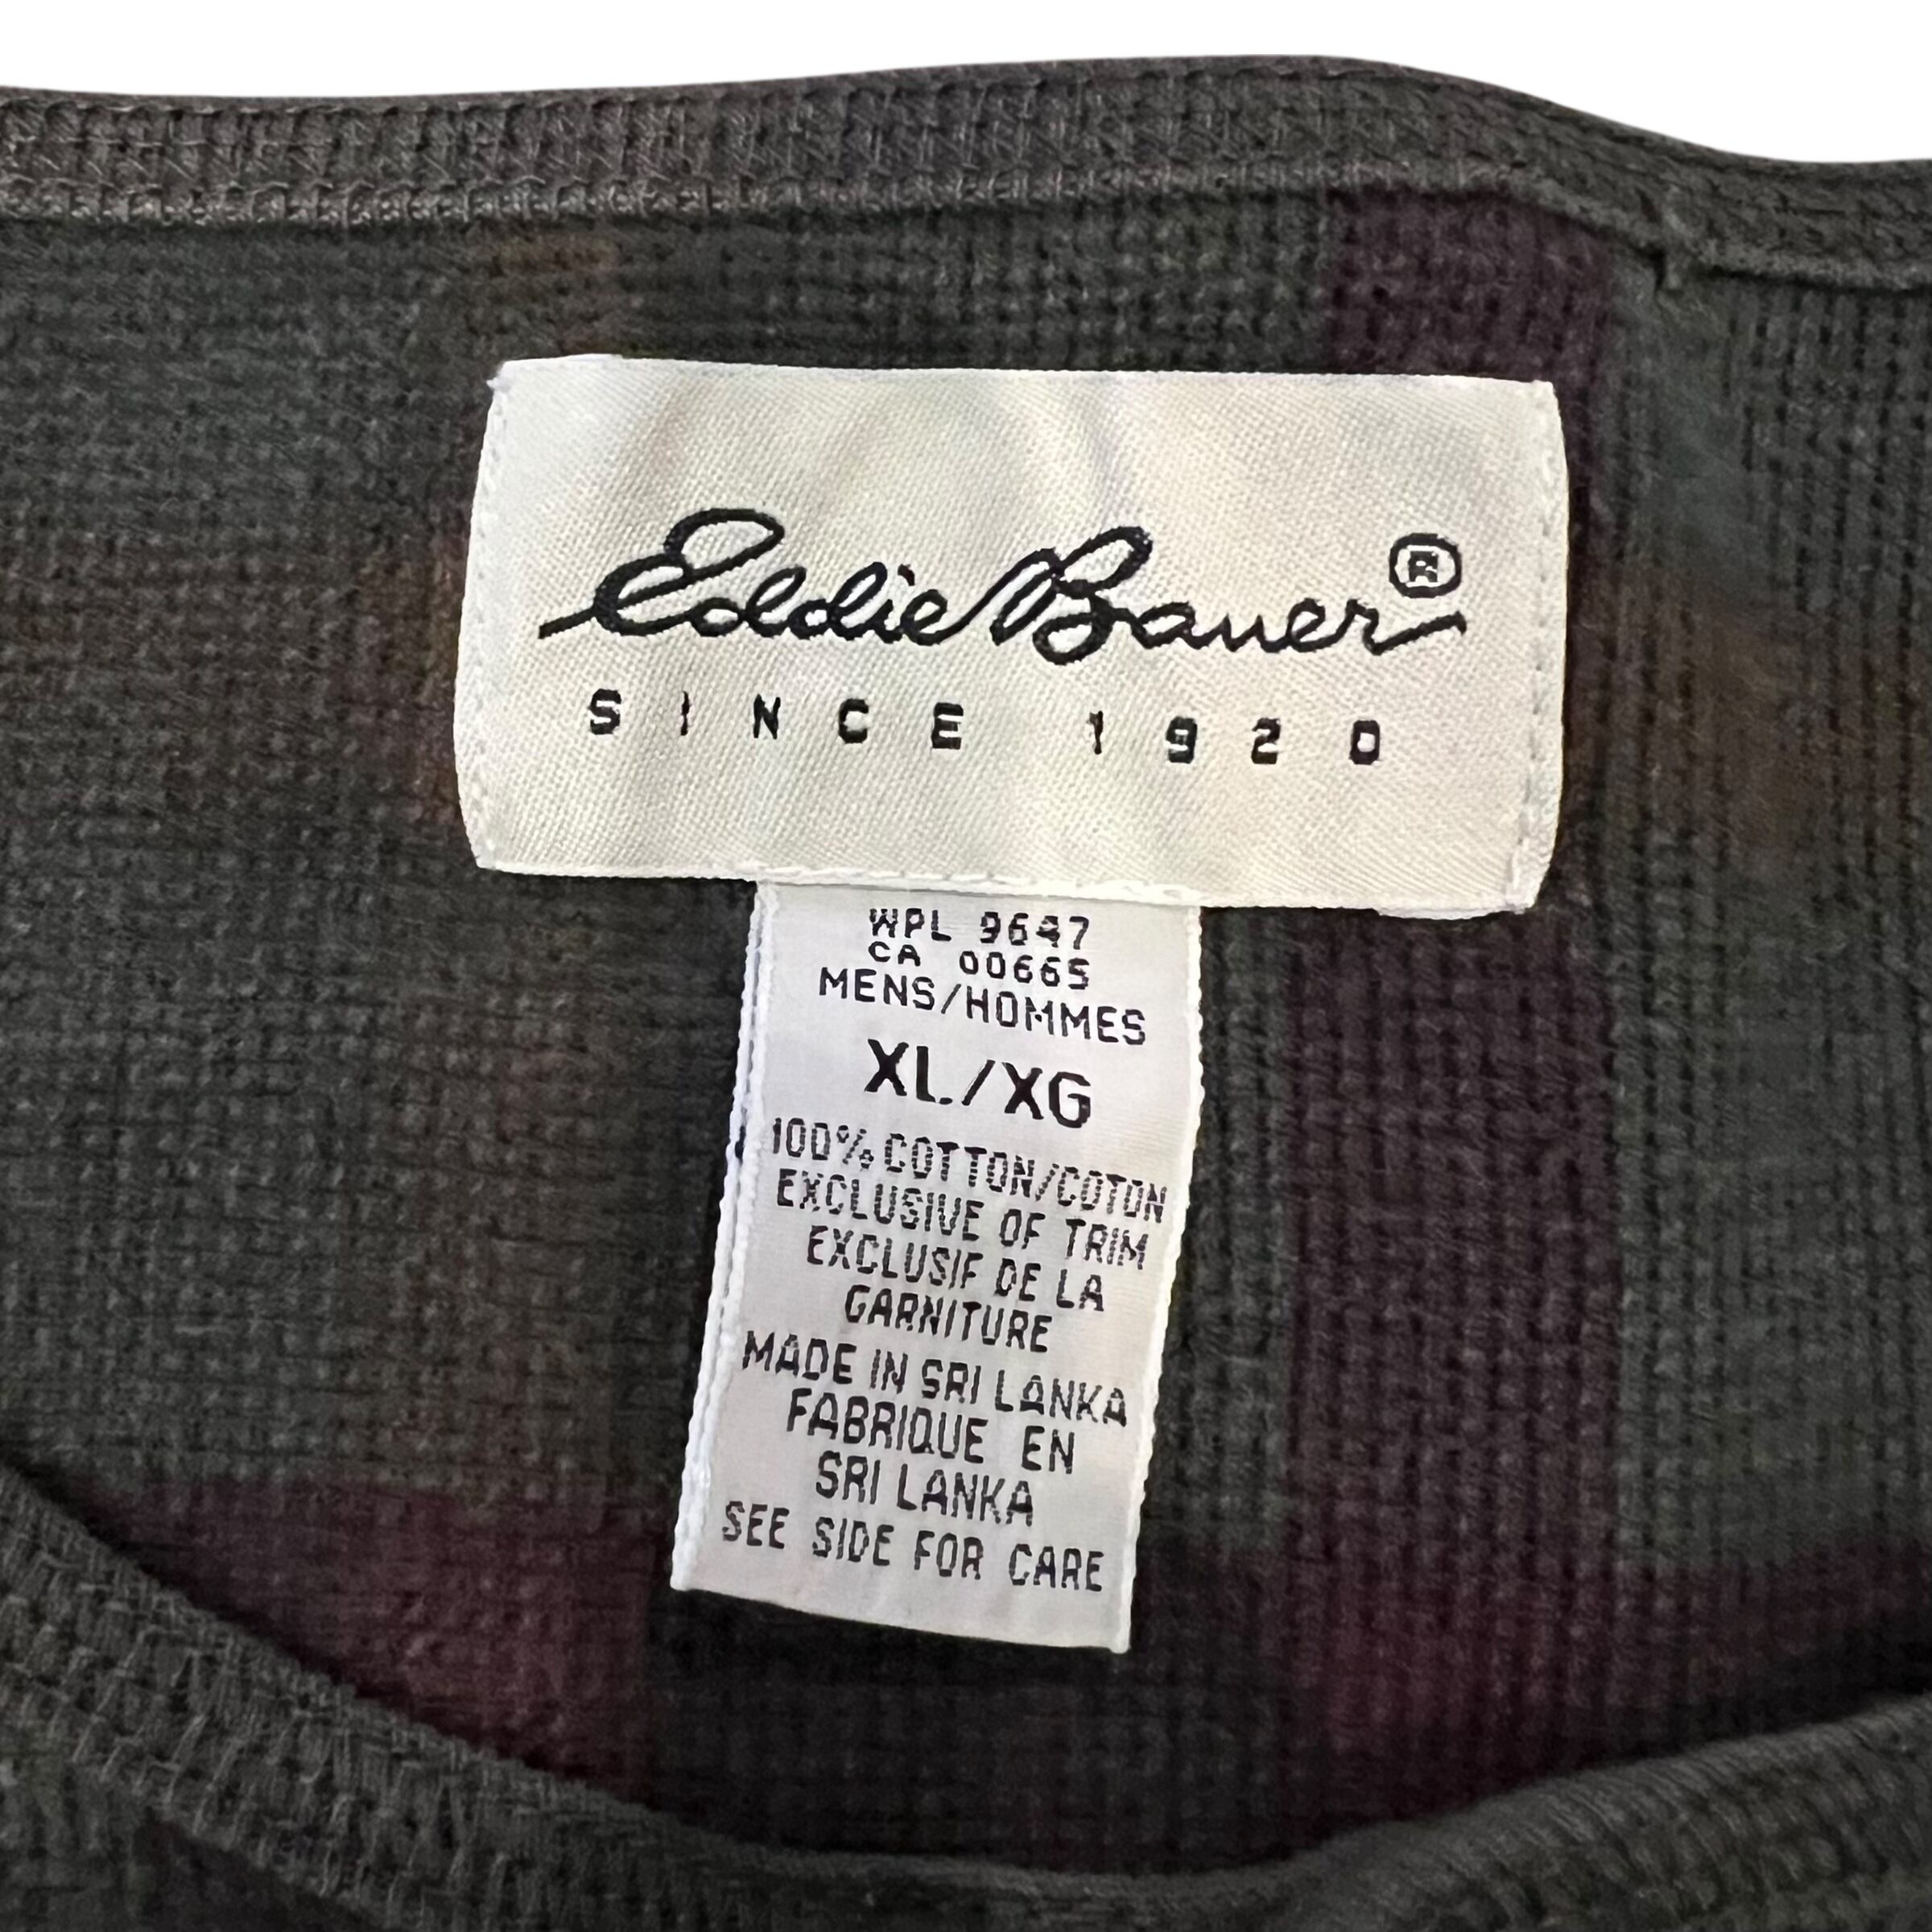 Eddie Bauer®
SINCE 1920
WPL 9647
CA 00665
MENS/HOMMES
XL/XG
100% COTTON/COTON
EXCLUSIVE OF TRIM
EXCLUSIF DE LA
GARNITURE
MADE IN SRI LANKA
FABRIQUE EN
SRI LANKA
SEE SIDE FOR CARE